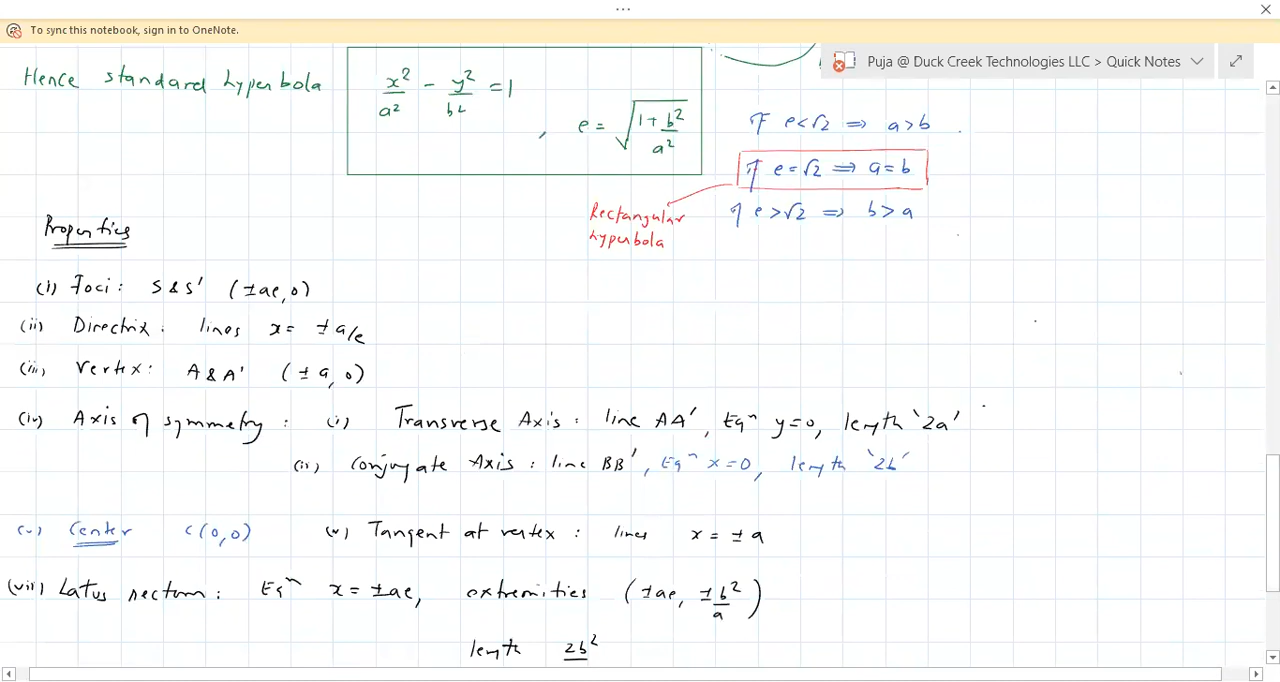 ...
To sync this notebook, sign in to OneNote.
Puja @ Duck Creek Technologies LLC > Quick Notes
Hence standard hyperbola x²/a² - y²/b² = 1, e = √(1 + b²/a²)
If e < √2 ⇒ a > b
If e = √2 ⇒ a = b
If e > √2 ⇒ b > a
Rectangular
hyperbola
Properties
(i) Foci: S & S' (±ae, 0)
(ii) Directrix: lines x = ± a/e
(iii) Vertex: A & A' (± a, 0)
(iv) Axis of symmetry: (i) Transverse Axis: line AA', Eqⁿ y=0, length '2a'
(ii) Conjugate Axis: line BB', Eqⁿ x=0, length '2b'
(v) Center C(0,0) (v) Tangent at vertex: lines x = ± a
(vii) Latus rectum: Eqⁿ x = ±ae, extremities (±ae, ±b²/a)
length 2b²